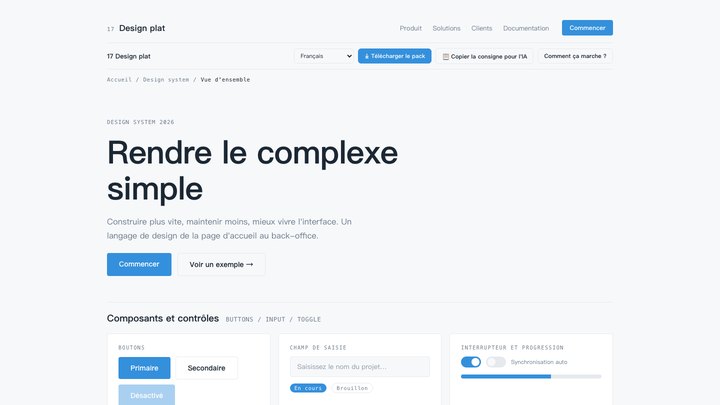 17 Design plat
Produit Solutions Clients Documentation Commencer
17 Design plat
Français ⤓ Télécharger le pack 📋 Copier la consigne pour l'IA Comment ça marche ?
Accueil / Design system / Vue d'ensemble
DESIGN SYSTEM 2026
Rendre le complexe
simple
Construire plus vite, maintenir moins, mieux vivre l'interface. Un
langage de design de la page d'accueil au back-office.
Commencer Voir un exemple →
Composants et contrôles BUTTONS / INPUT / TOGGLE
BOUTONS
Primaire Secondaire
Désactivé
CHAMP DE SAISIE
Saisissez le nom du projet…
En cours Brouillon
INTERRUPTEUR ET PROGRESSION
Synchronisation auto